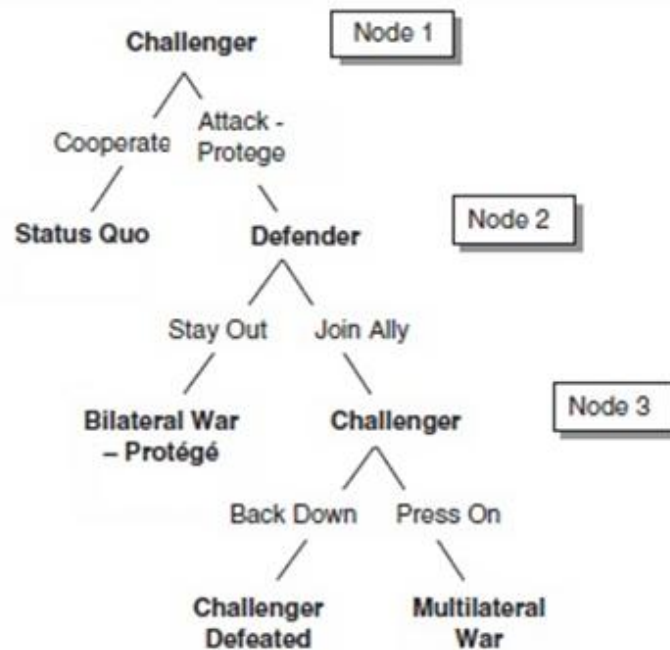 Challenger
Node 1
Cooperate
Attack -
Protege
Status Quo
Defender
Node 2
Stay Out
Join Ally
Bilateral War
– Protégé
Challenger
Node 3
Back Down
Press On
Challenger
Defeated
Multilateral
War